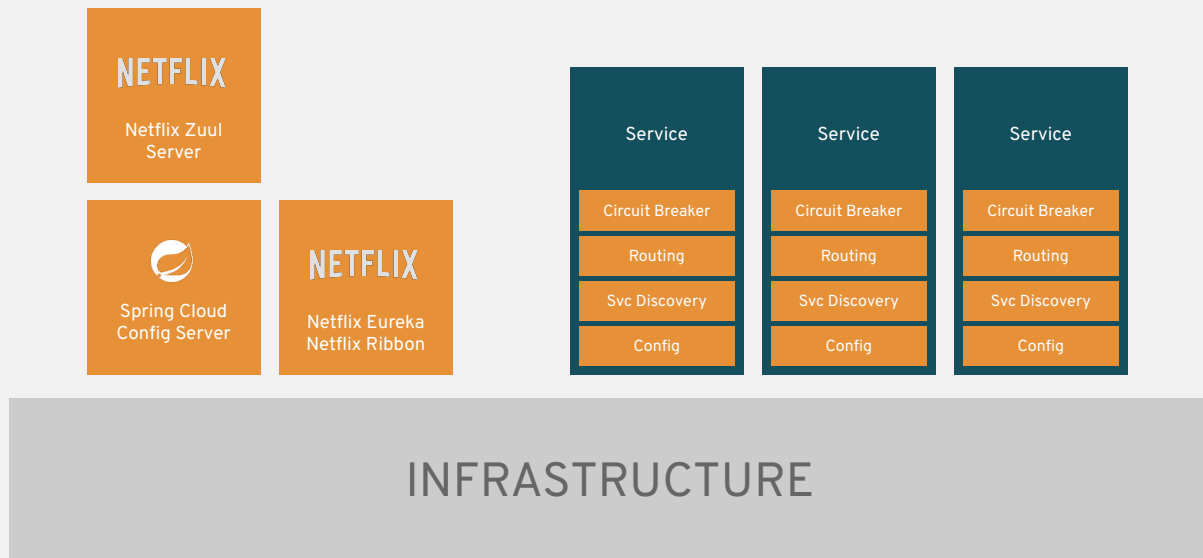 NETFLIX
Netflix Zuul
Server
Spring Cloud
Config Server
NETFLIX
Netflix Eureka
Netflix Ribbon
Service
Circuit Breaker
Routing
Svc Discovery
Config
Service
Circuit Breaker
Routing
Svc Discovery
Config
Service
Circuit Breaker
Routing
Svc Discovery
Config
INFRASTRUCTURE